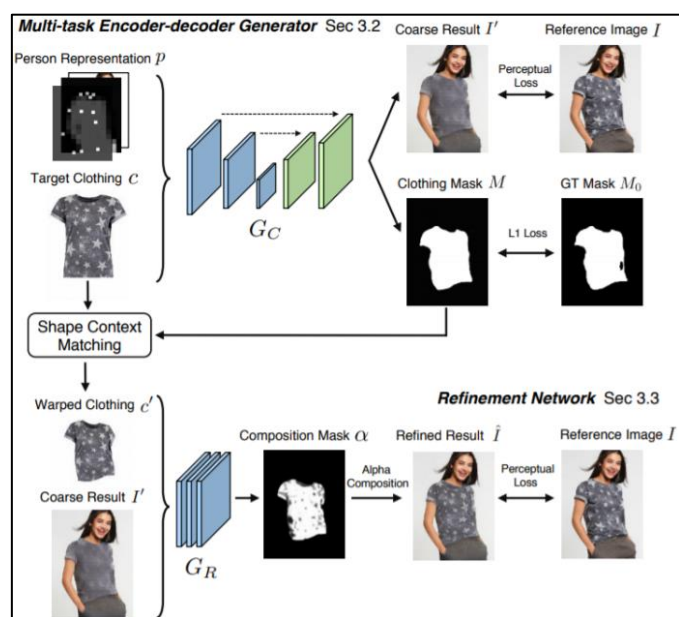 Multi-task Encoder-decoder Generator Sec 3.2
Person Representation p
Coarse Result I′
Reference Image I
Perceptual
Loss
Target Clothing c
G_C
Clothing Mask M
GT Mask M_0
L1 Loss
Shape Context
Matching
Warped Clothing c′
Refinement Network Sec 3.3
Composition Mask α
Refined Result Î
Reference Image I
Alpha
Composition
Perceptual
Loss
Coarse Result I′
G_R